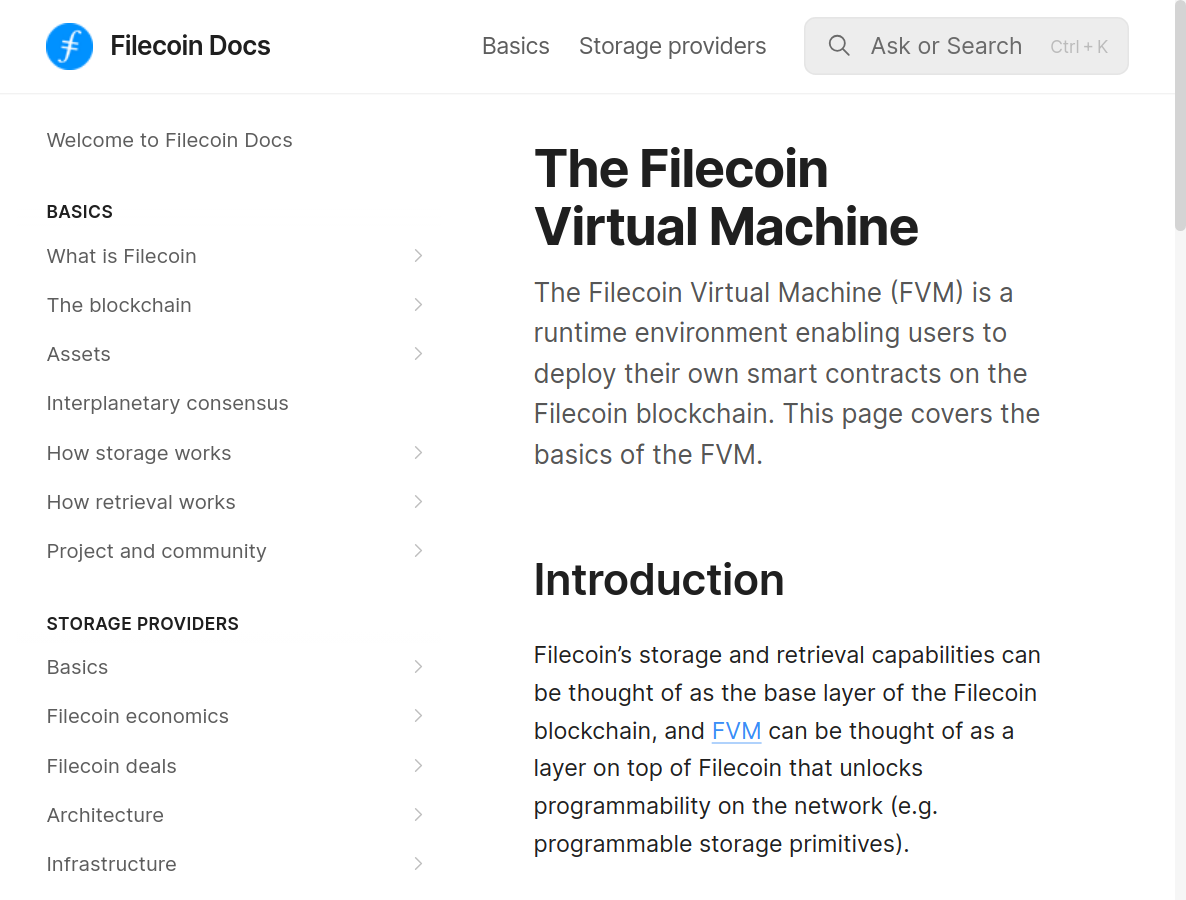 Filecoin Docs
Basics
Storage providers
Ask or Search
Ctrl + K
Welcome to Filecoin Docs
BASICS
What is Filecoin
The blockchain
Assets
Interplanetary consensus
How storage works
How retrieval works
Project and community
STORAGE PROVIDERS
Basics
Filecoin economics
Filecoin deals
Architecture
Infrastructure
The Filecoin
Virtual Machine
The Filecoin Virtual Machine (FVM) is a
runtime environment enabling users to
deploy their own smart contracts on the
Filecoin blockchain. This page covers the
basics of the FVM.
Introduction
Filecoin’s storage and retrieval capabilities can
be thought of as the base layer of the Filecoin
blockchain, and FVM can be thought of as a
layer on top of Filecoin that unlocks
programmability on the network (e.g.
programmable storage primitives).